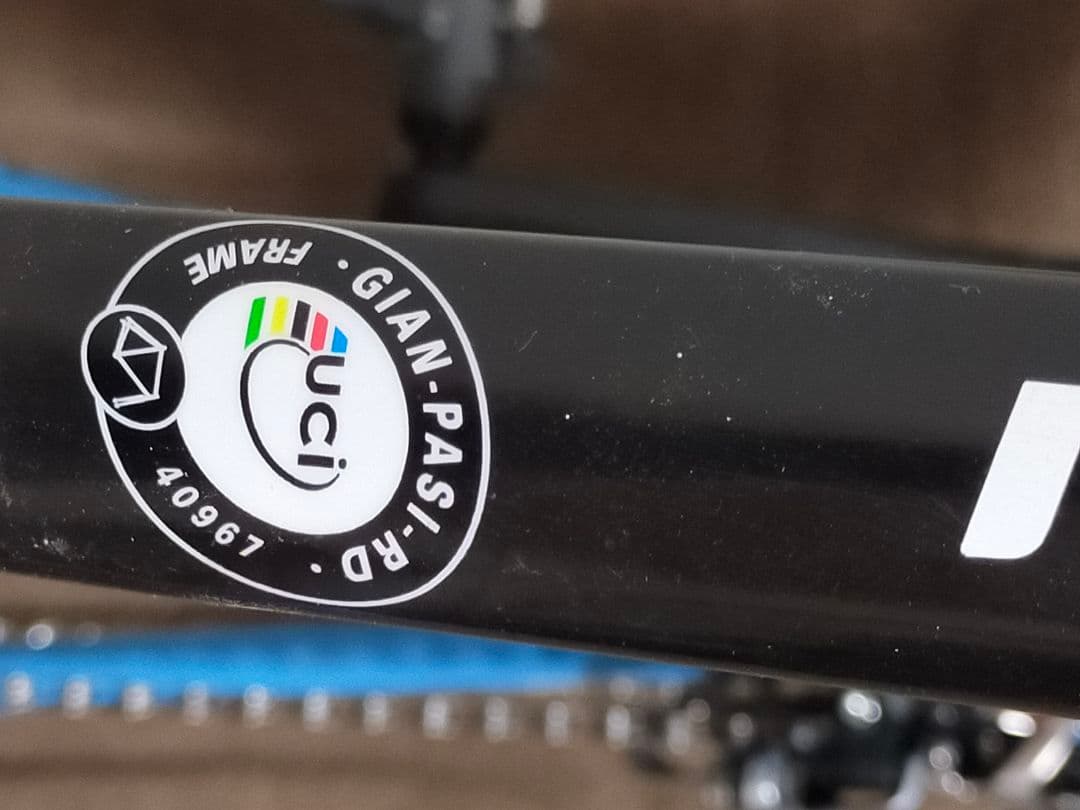 FRAME · GIAN-PASI-RD ·
40967
uci